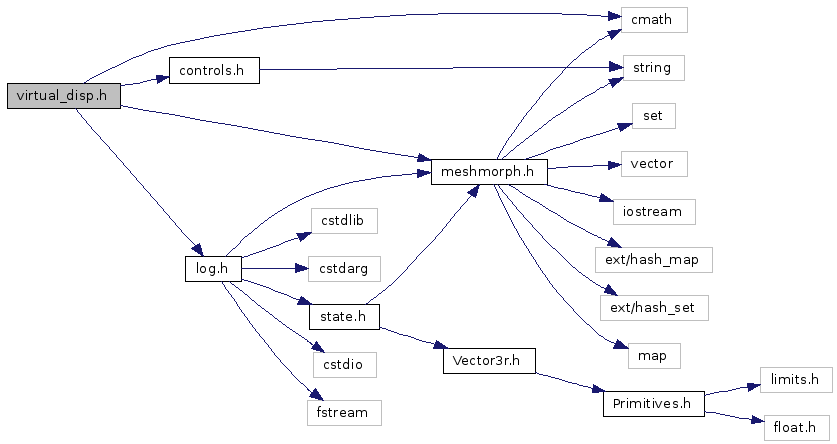 cmath
controls.h
string
virtual_disp.h
set
meshmorph.h
vector
iostream
cstdlib
ext/hash_map
log.h
cstdarg
state.h
ext/hash_set
cstdio
Vector3r.h
map
limits.h
fstream
Primitives.h
float.h